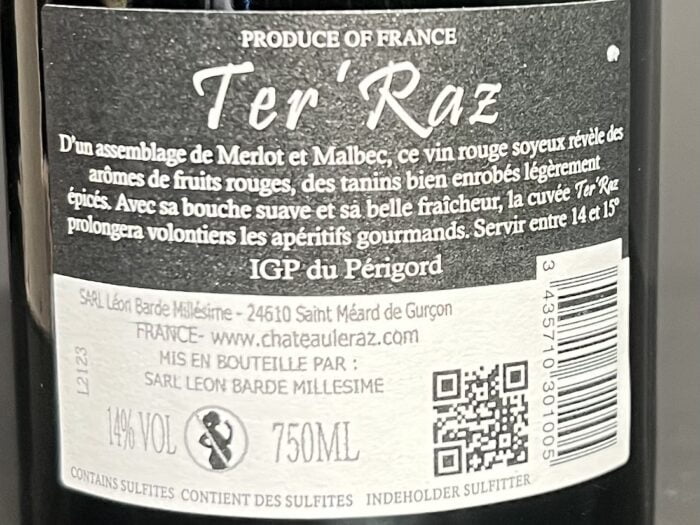 PRODUCE OF FRANCE
Ter'Raz
D'un assemblage de Merlot et Malbec, ce vin rouge soyeux révèle des
arômes de fruits rouges, des tanins bien enrobés légèrement
épicés. Avec sa bouche suave et sa belle fraîcheur, la cuvée Ter'Raz
prolongera volontiers les apéritifs gourmands. Servir entre 14 et 15°
IGP du Périgord
SARL Léon Barde Millésime - 24610 Saint Méard de Gurçon
FRANCE- www.chateauleraz.com
MIS EN BOUTEILLE PAR :
SARL LEON BARDE MILLESIME
L2123
14% VOL
750ML
3 435710 301005
CONTAINS SULFITES CONTIENT DES SULFITES INDEHOLDER SULFITTER